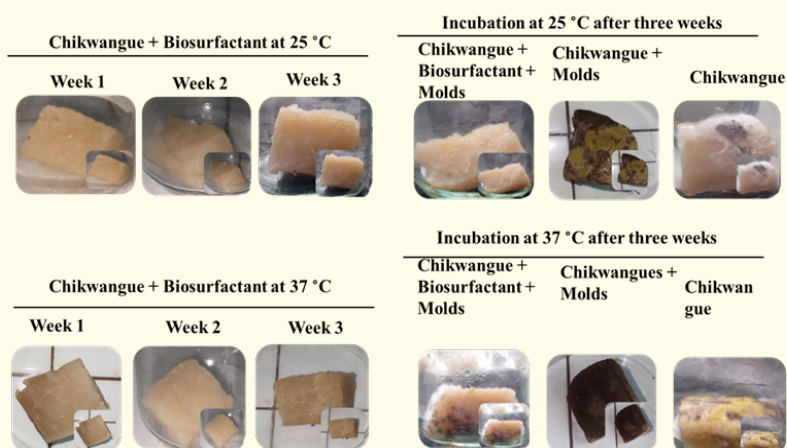 Chikwangue + Biosurfactant at 25 °C
Week 1
Week 2
Week 3
Incubation at 25 °C after three weeks
Chikwangue +
Biosurfactant +
Molds
Chikwangue +
Molds
Chikwangue
Chikwangue + Biosurfactant at 37 °C
Week 1
Week 2
Week 3
Incubation at 37 °C after three weeks
Chikwangue +
Biosurfactant +
Molds
Chikwangues +
Molds
Chikwan
gue